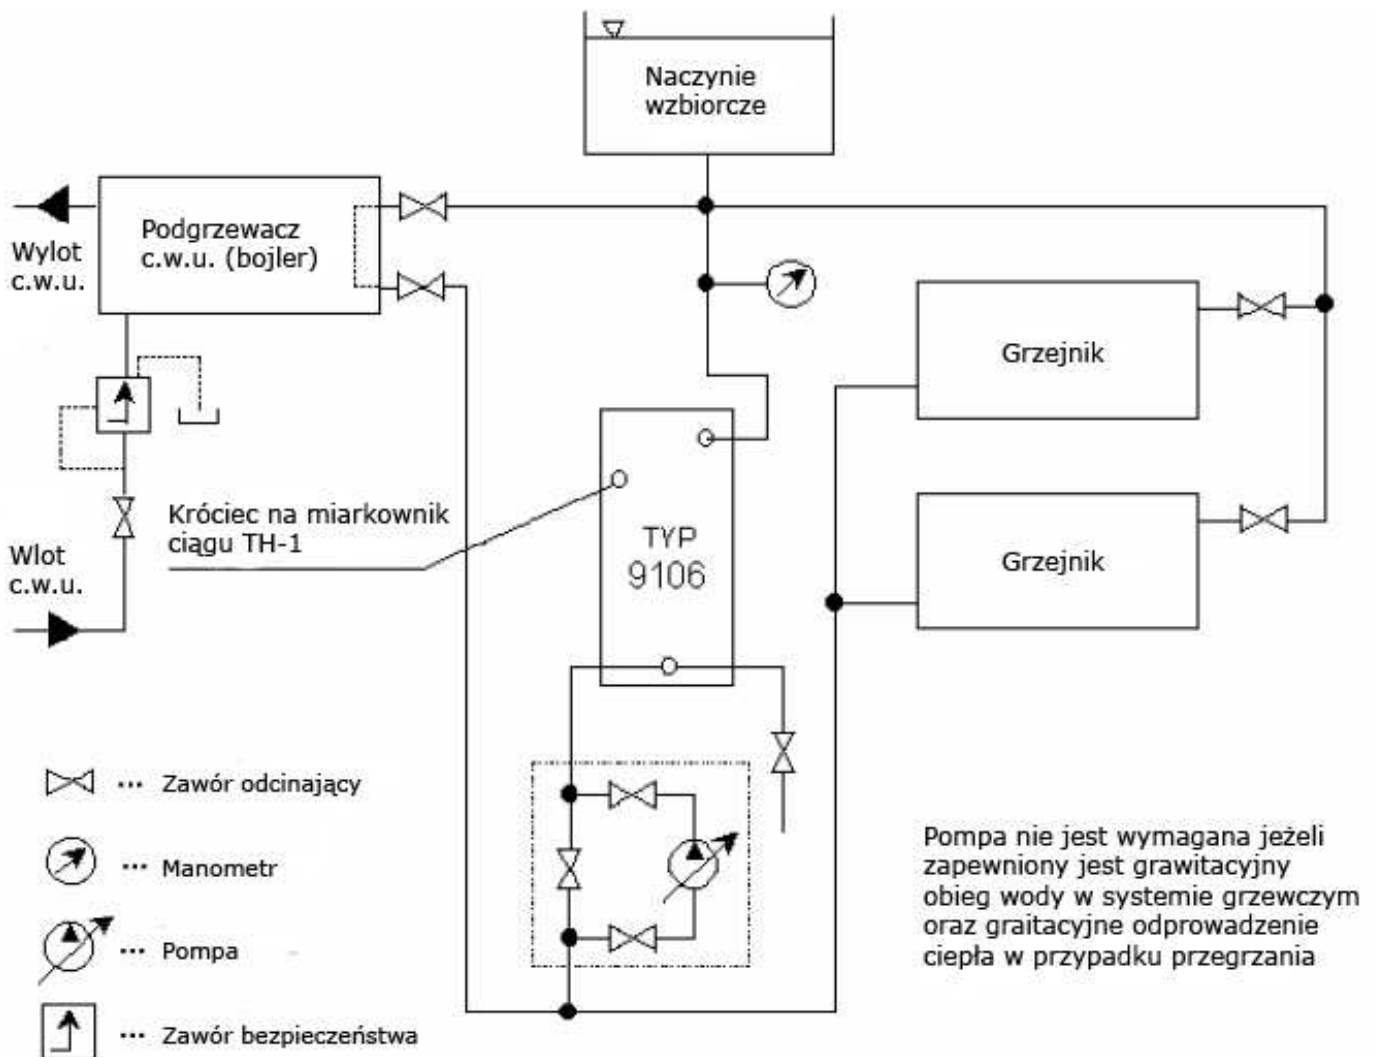 Naczynie
wzbiorcze
Podgrzewacz
c.w.u. (bojler)
Wylot
c.w.u.
Grzejnik
Króciec na miarkownik
ciągu TH-1
TYP
9106
Grzejnik
Wlot
c.w.u.
... Zawór odcinający
... Manometr
... Pompa
... Zawór bezpieczeństwa
Pompa nie jest wymagana jeżeli
zapewniony jest grawitacyjny
obieg wody w systemie grzewczym
oraz graitacyjne odprowadzenie
ciepła w przypadku przegrzania